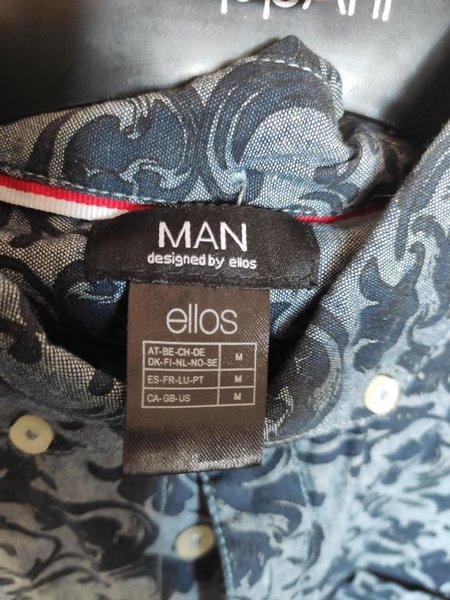 MAN
designed by ellos
ellos
AT-BE-CH-DE
DK-FI-NL-NO-SE M
ES-FR-LU-PT M
CA-GB-US M